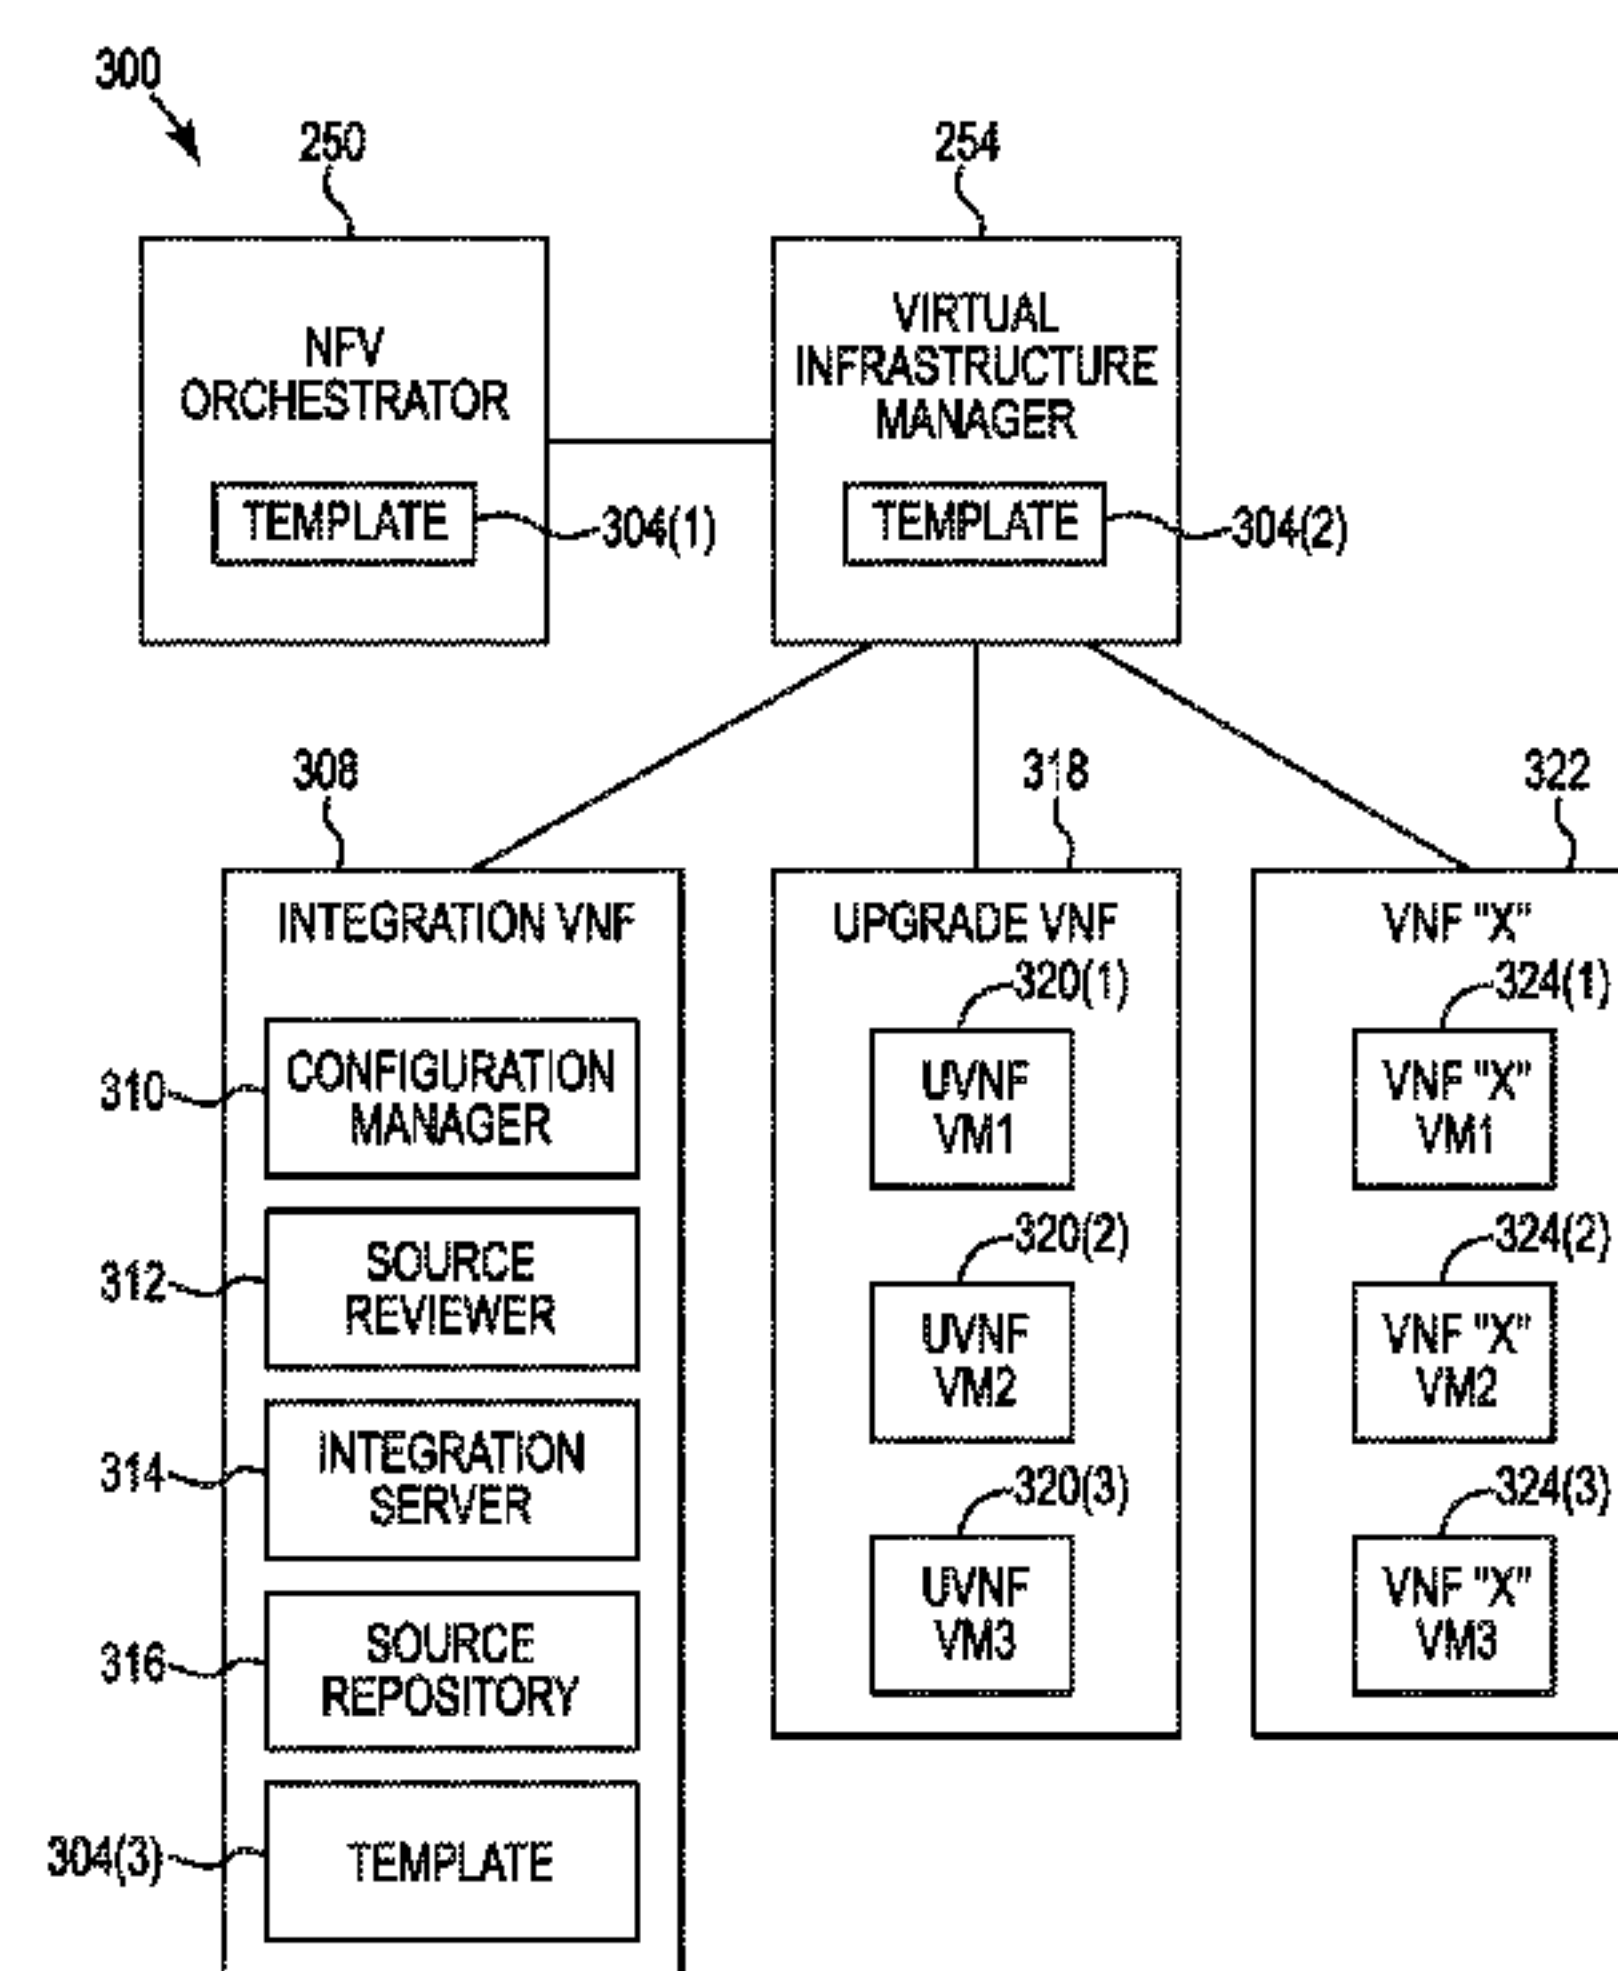 300
250
254
NFV
ORCHESTRATOR
TEMPLATE
304(1)
VIRTUAL
INFRASTRUCTURE
MANAGER
TEMPLATE
304(2)
308
318
322
INTEGRATION VNF
310
CONFIGURATION
MANAGER
312
SOURCE
REVIEWER
314
INTEGRATION
SERVER
316
SOURCE
REPOSITORY
304(3)
TEMPLATE
UPGRADE VNF
320(1)
UVNF
VM1
320(2)
UVNF
VM2
320(3)
UVNF
VM3
VNF "X"
324(1)
VNF "X"
VM1
324(2)
VNF "X"
VM2
324(3)
VNF "X"
VM3